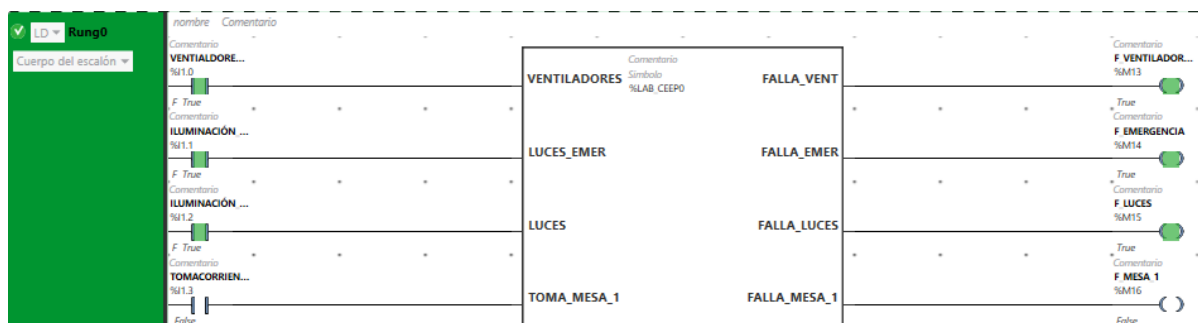 nombre Comentario
LD Rung0
Cuerpo del escalón
Comentario
VENTIALDORE...
%I1.0
F True
VENTILADORES
Comentario
Símbolo
%LAB_CEEP0
FALLA_VENT
Comentario
F_VENTILADOR...
%M13
True
Comentario
ILUMINACIÓN_...
%I1.1
F True
LUCES_EMER
FALLA_EMER
Comentario
F_EMERGENCIA
%M14
True
Comentario
ILUMINACIÓN_...
%I1.2
F True
LUCES
FALLA_LUCES
Comentario
F_LUCES
%M15
True
Comentario
TOMACORRIEN...
%I1.3
False
TOMA_MESA_1
FALLA_MESA_1
Comentario
F_MESA_1
%M16
False